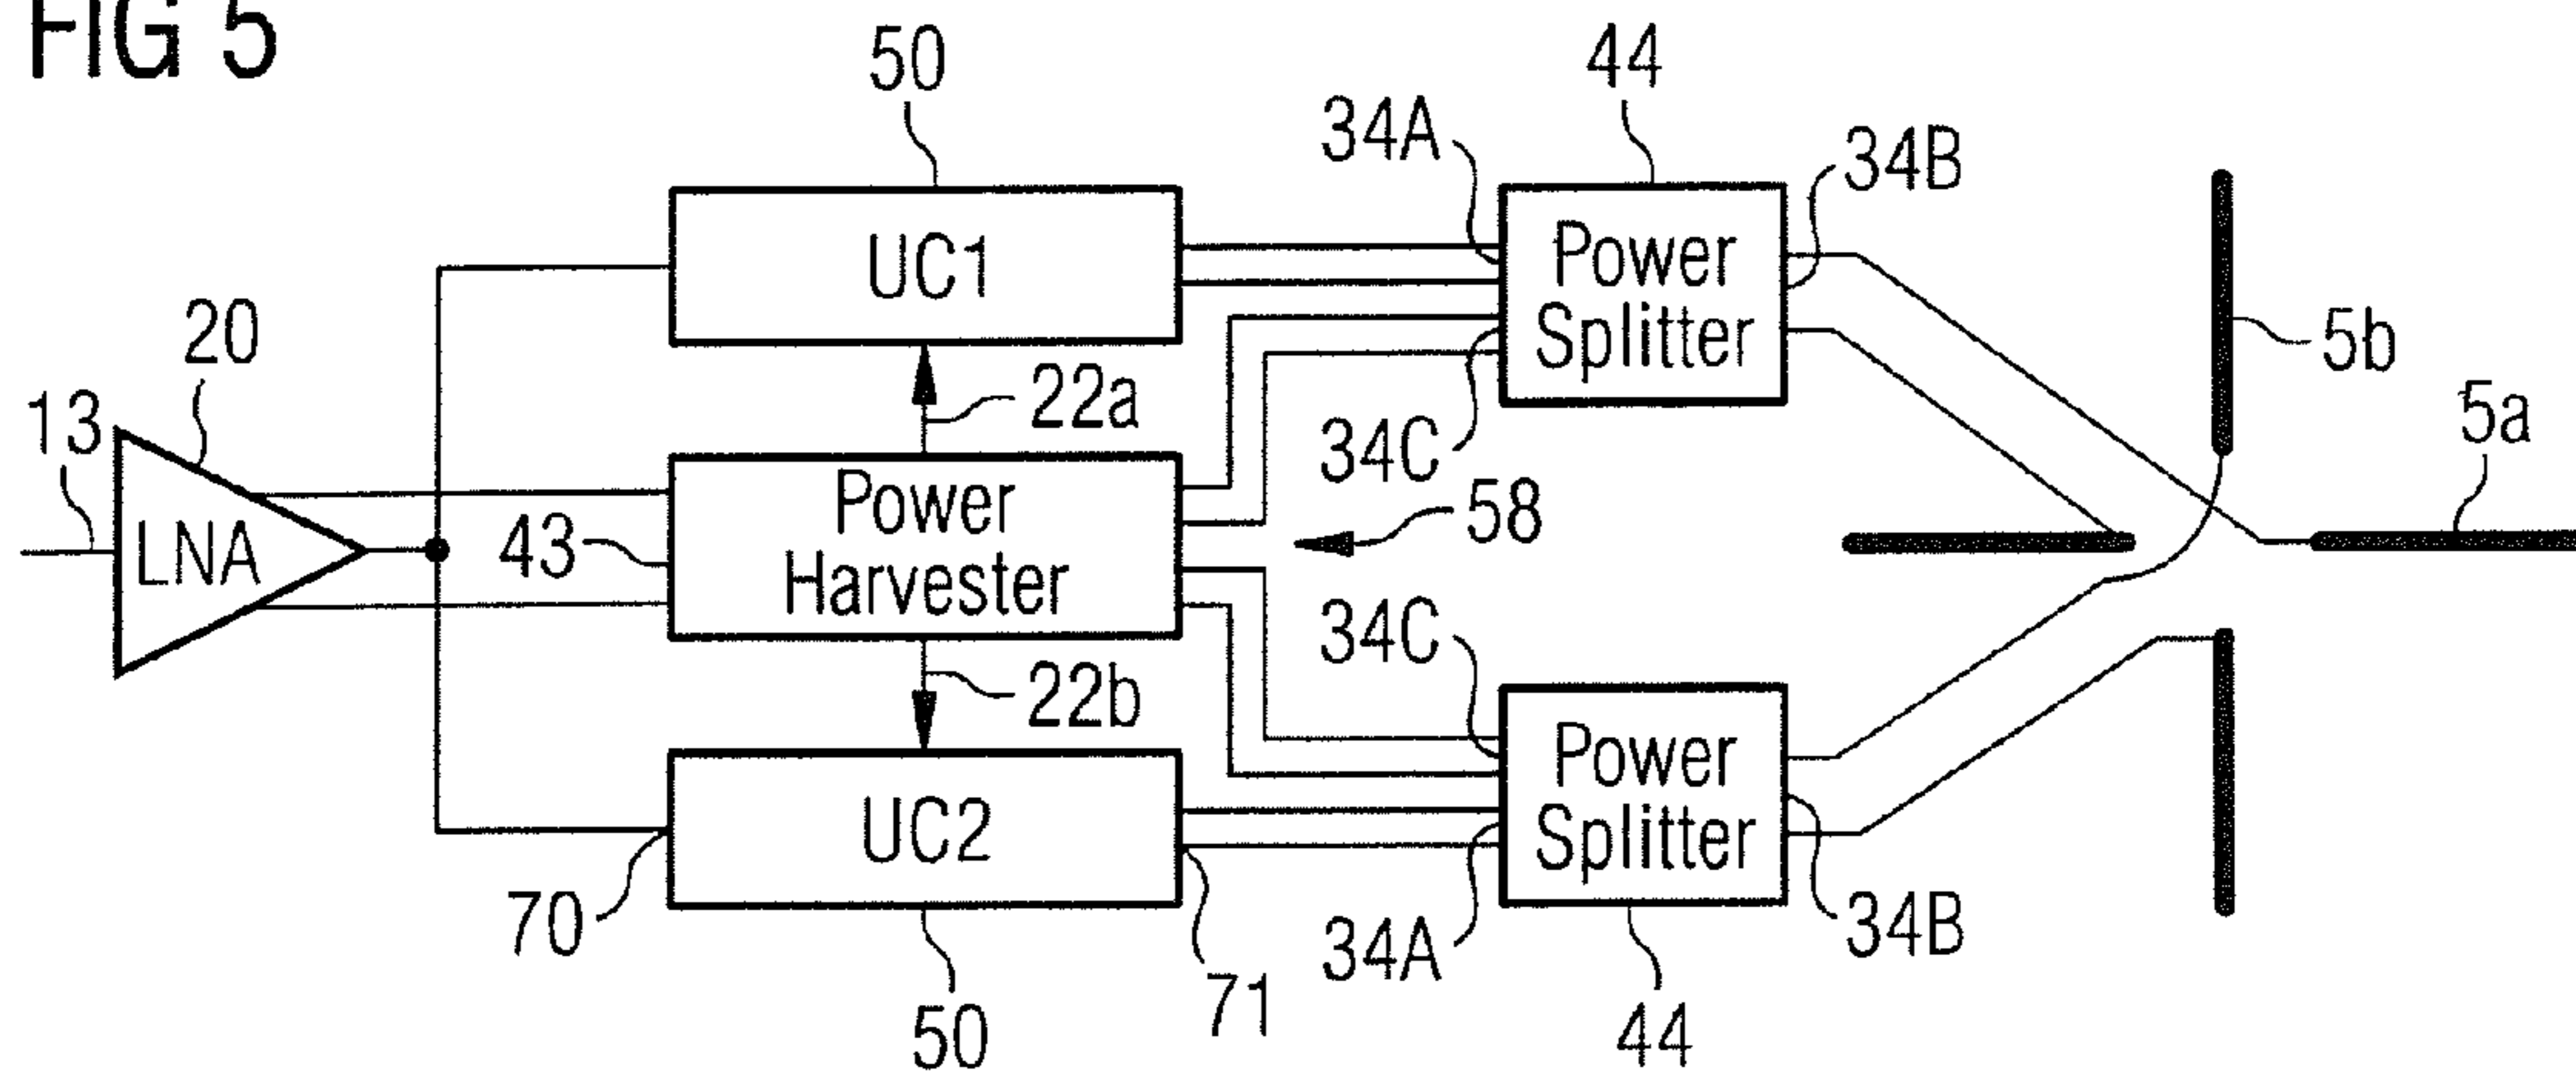 FIG 5
50
44
34A
34B
UC1
Power
Splitter
20
5b
13
22a
34C
5a
LNA
43
Power
Harvester
58
34C
22b
UC2
Power
Splitter
70
71
34A
34B
50
44